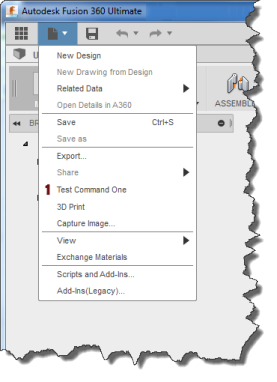 Autodesk Fusion 360 Ultimate
New Design
New Drawing from Design
Related Data
Open Details in A360
ASSEMBL
Save Ctrl+S
BR
Save as
Export...
Share
1 Test Command One
3D Print
Capture Image...
View
Exchange Materials
Scripts and Add-Ins...
Add-Ins(Legacy)...